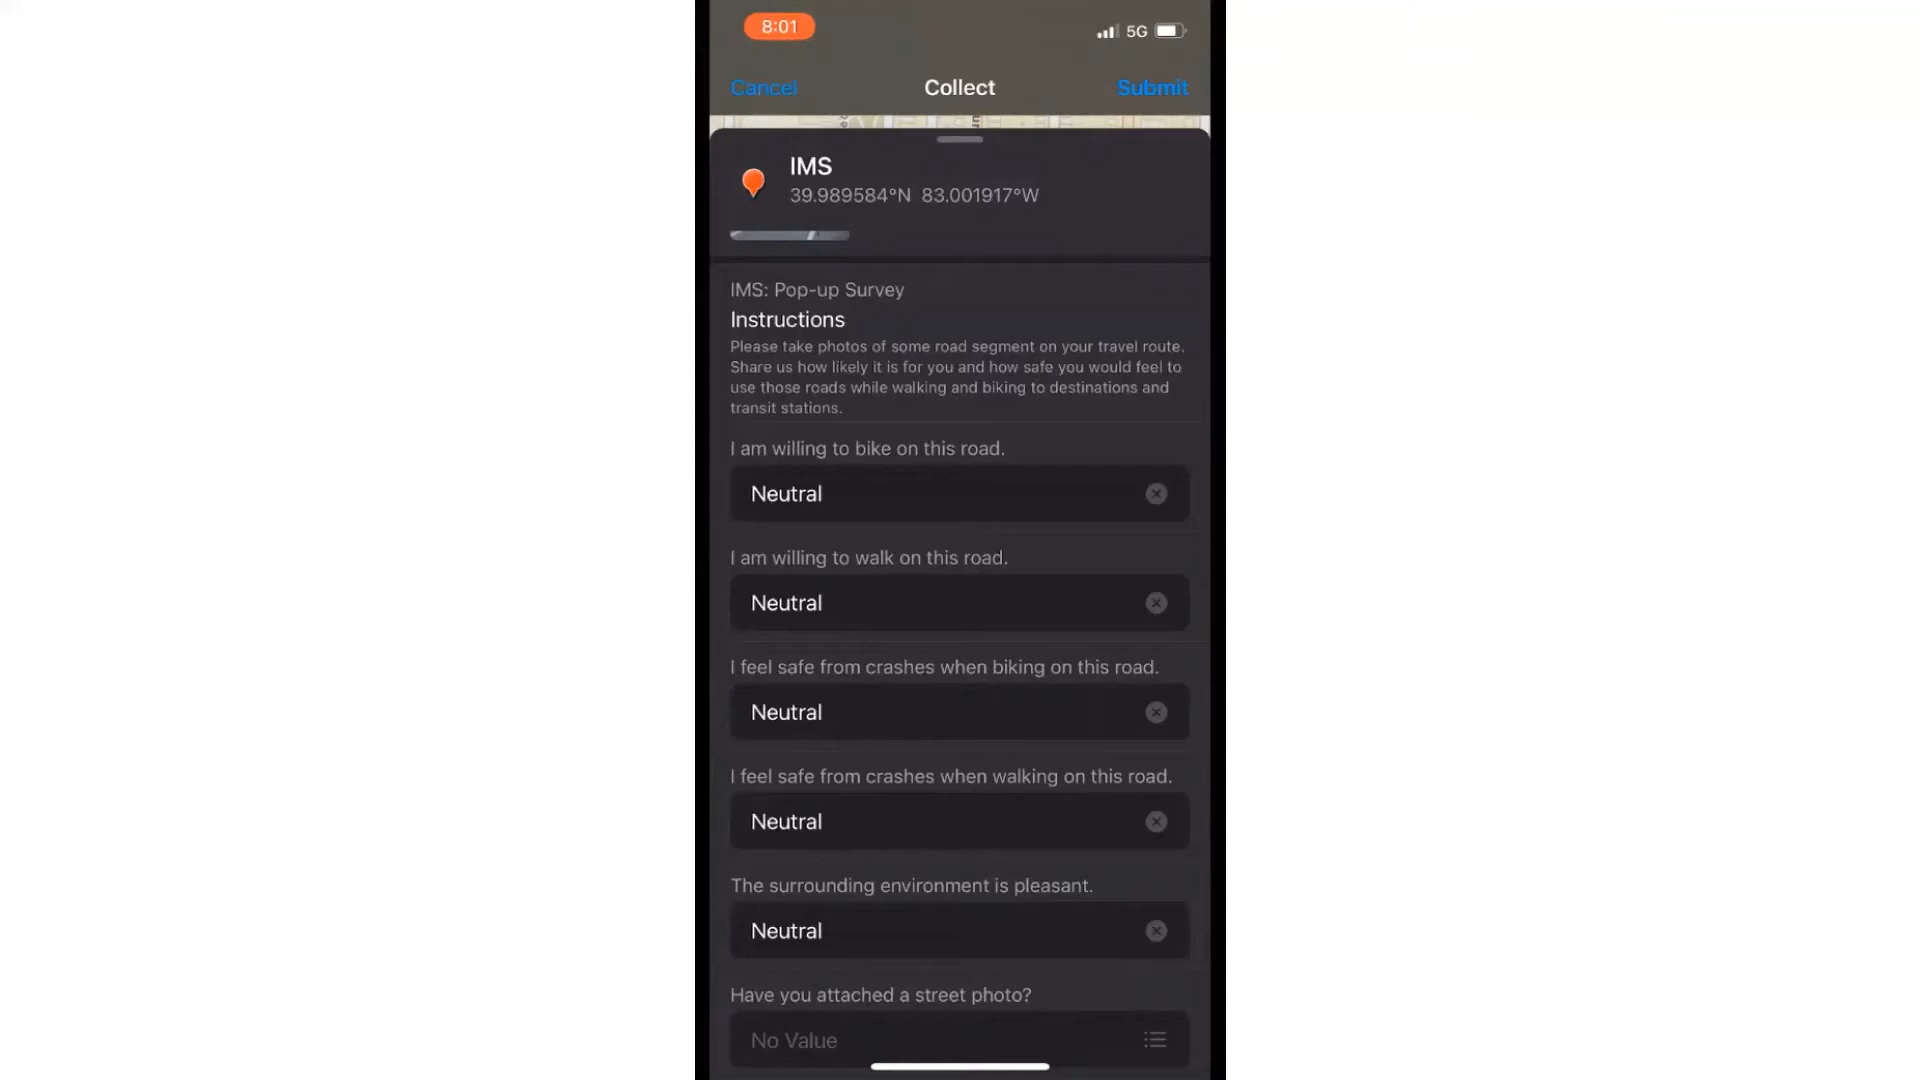 8:01
5G
Cancel
Collect
Submit
IMS
39.989584°N 83.001917°W
IMS: Pop-up Survey
Instructions
Please take photos of some road segment on your travel route.
Share us how likely it is for you and how safe you would feel to
use those roads while walking and biking to destinations and
transit stations.
I am willing to bike on this road.
Neutral
I am willing to walk on this road.
Neutral
I feel safe from crashes when biking on this road.
Neutral
I feel safe from crashes when walking on this road.
Neutral
The surrounding environment is pleasant.
Neutral
Have you attached a street photo?
No Value